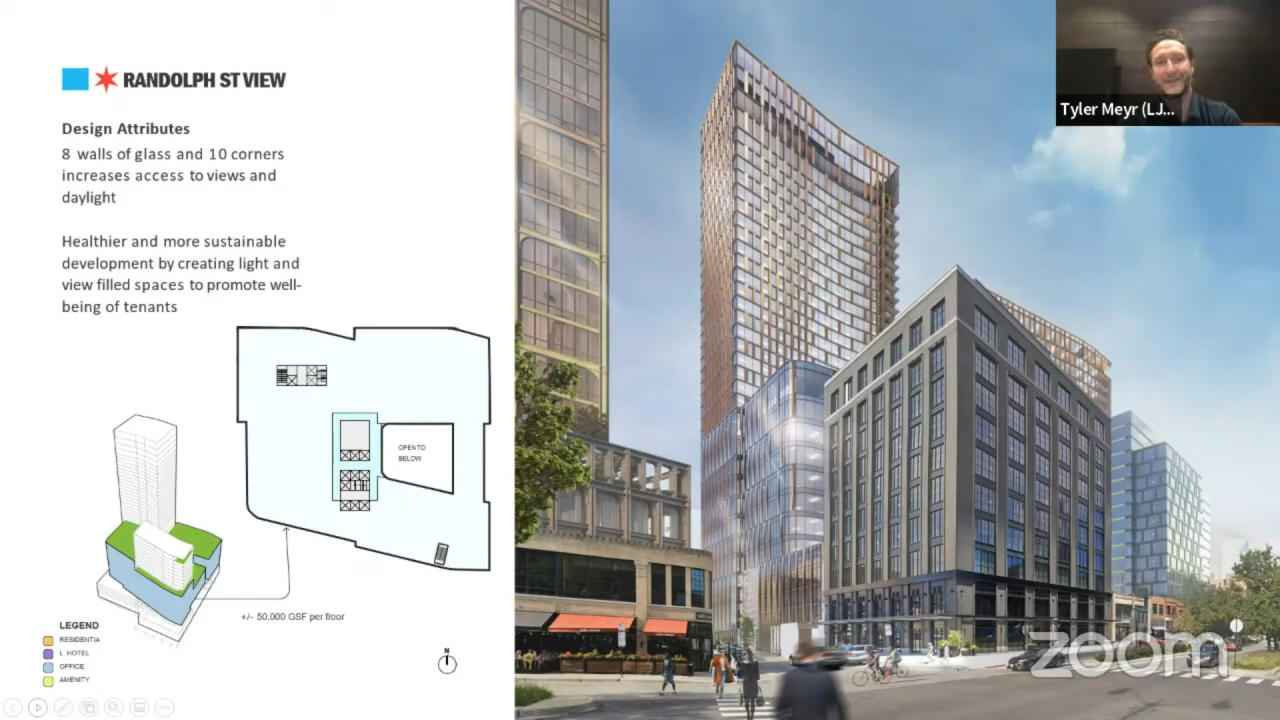 RANDOLPH ST VIEW
Design Attributes
8 walls of glass and 10 corners
increases access to views and
daylight
Healthier and more sustainable
development by creating light and
view filled spaces to promote well-
being of tenants
OPEN TO
BELOW
+/- 50,000 GSF per floor
LEGEND
RESIDENTIA
L HOTEL
OFFICE
AMENITY
N
Tyler Meyr (LJ...
zoom